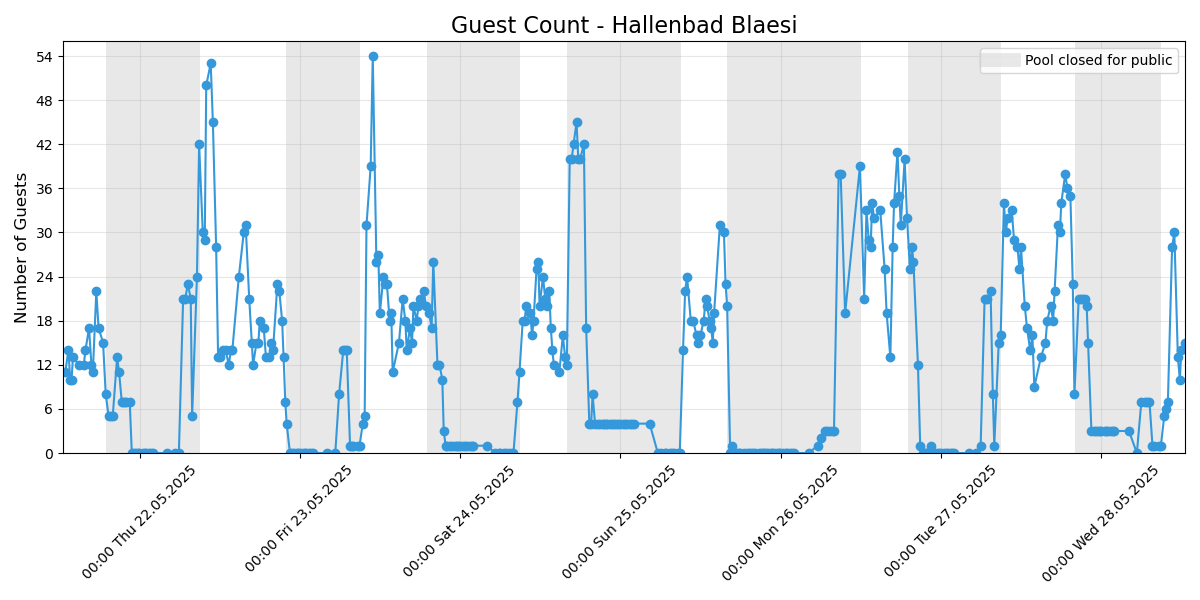 Guest Count - Hallenbad Blaesi
Pool closed for public
Number of Guests
54
48
42
36
30
24
18
12
6
0
00:00 Thu 22.05.2025
00:00 Fri 23.05.2025
00:00 Sat 24.05.2025
00:00 Sun 25.05.2025
00:00 Mon 26.05.2025
00:00 Tue 27.05.2025
00:00 Wed 28.05.2025